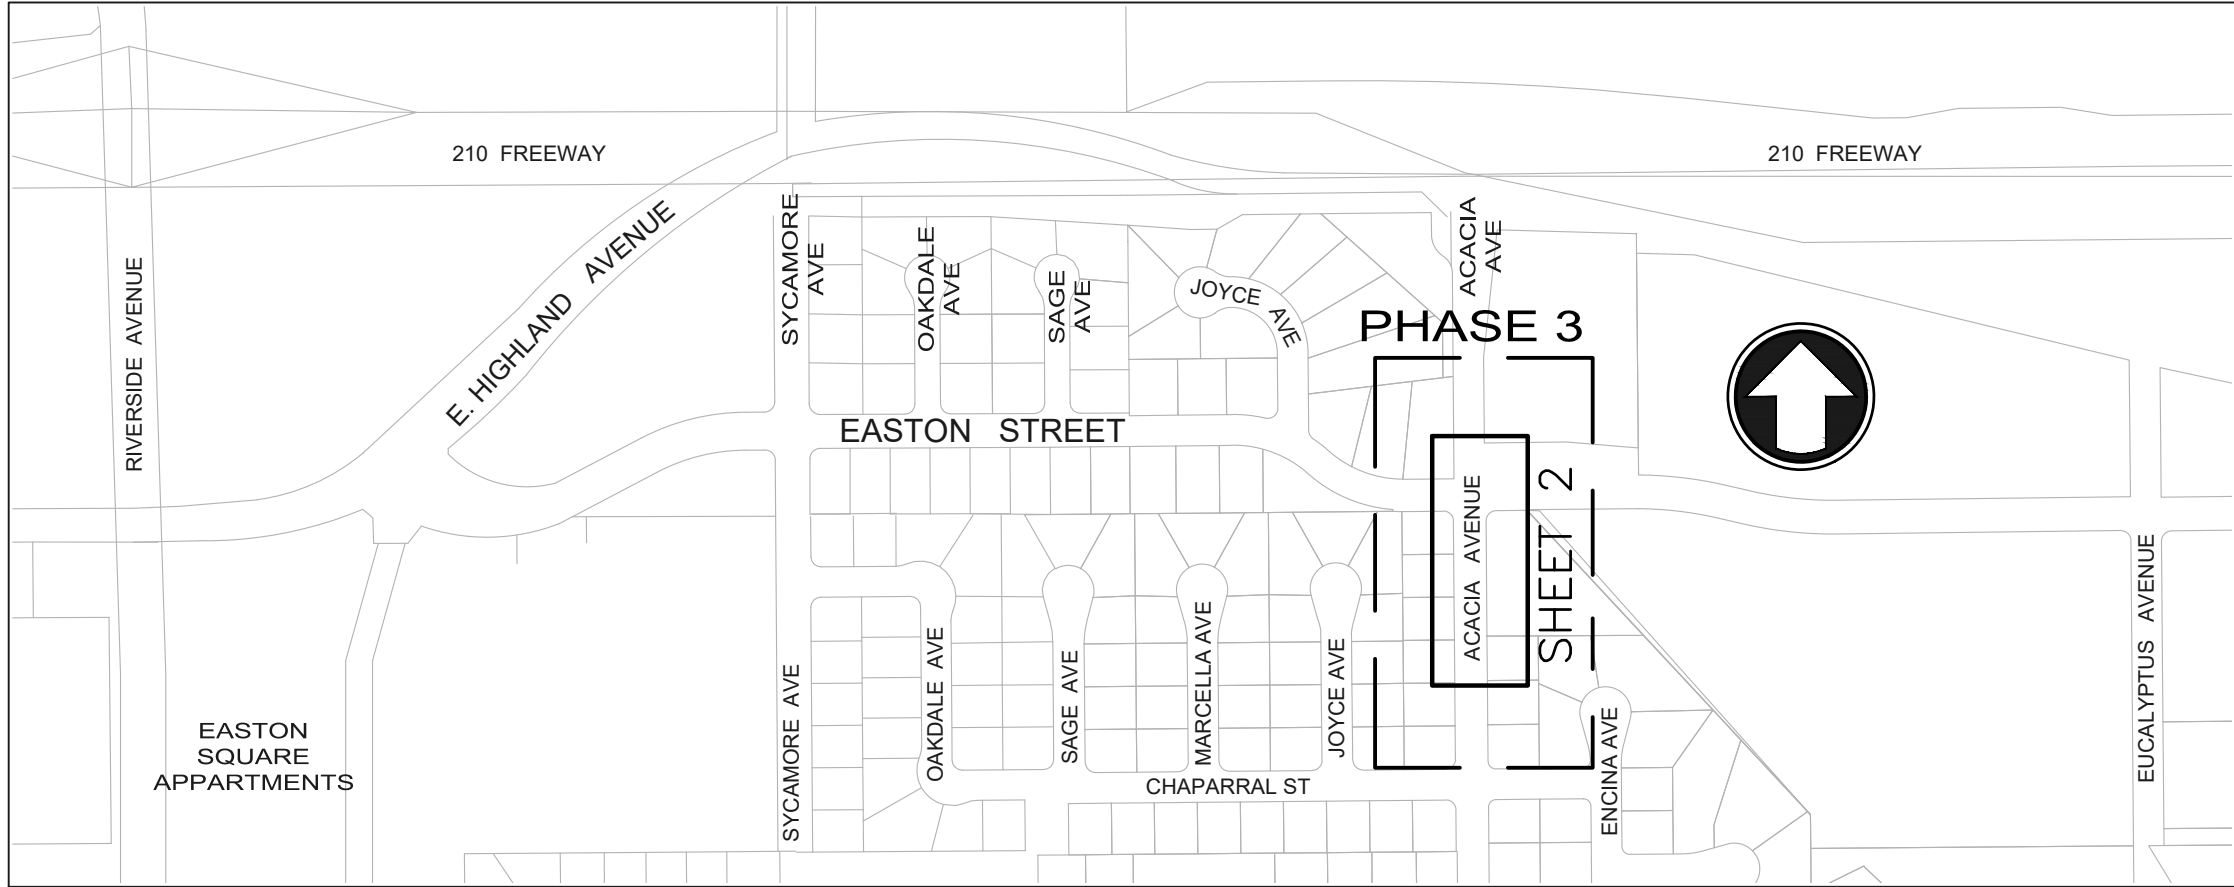 210 FREEWAY
210 FREEWAY
RIVERSIDE AVENUE
E. HIGHLAND AVENUE
SYCAMORE
AVE
OAKDALE
AVE
SAGE
AVE
JOYCE AVE
ACACIA
AVE
PHASE 3
EASTON STREET
ACACIA AVENUE
SHEET 2
EUCALYPTUS AVENUE
SYCAMORE AVE
OAKDALE AVE
SAGE AVE
MARCELLA AVE
JOYCE AVE
ENCINA AVE
CHAPARRAL ST
EASTON
SQUARE
APPARTMENTS